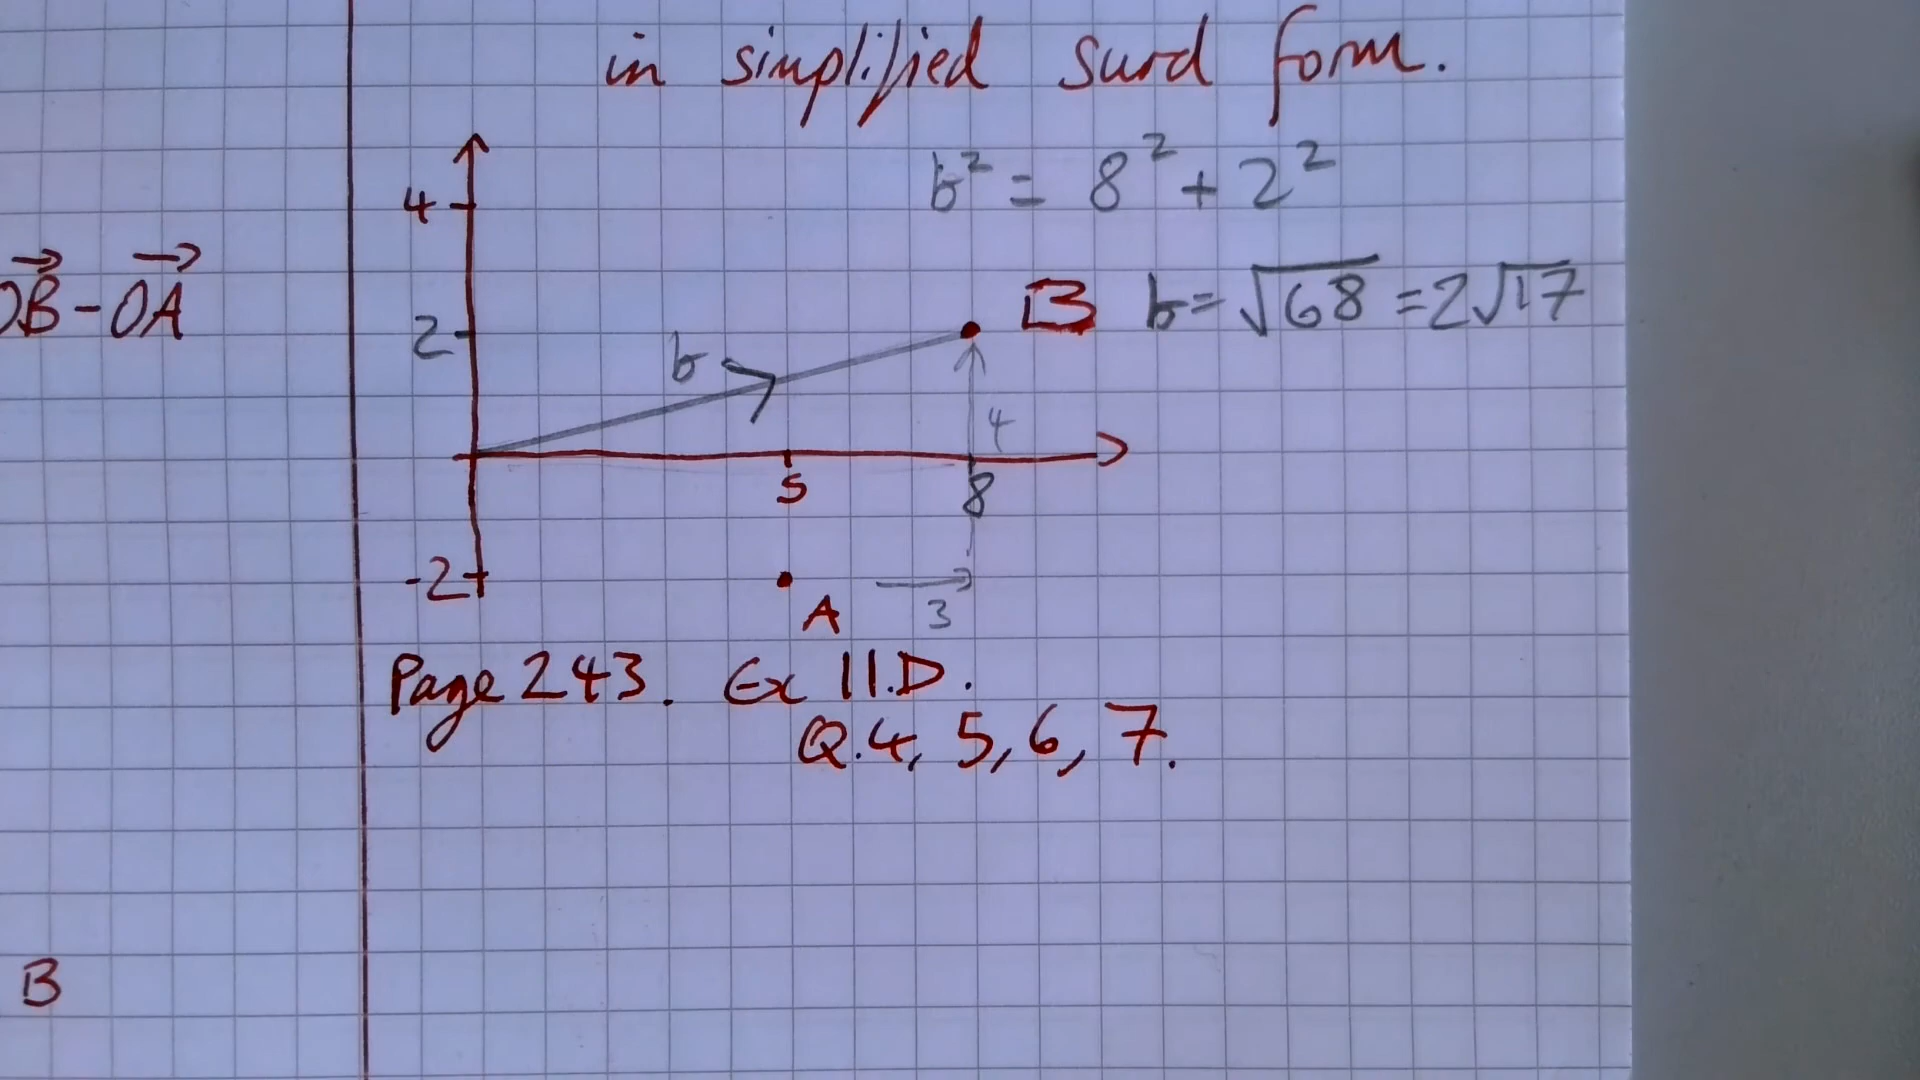 in simplified surd form.
b² = 8² + 2²
4
OB - OA
B b = √68 = 2√17
2
b
4
5
8
-2
A
3
Page 243. Ex 11.D.
Q.4, 5, 6, 7.
B